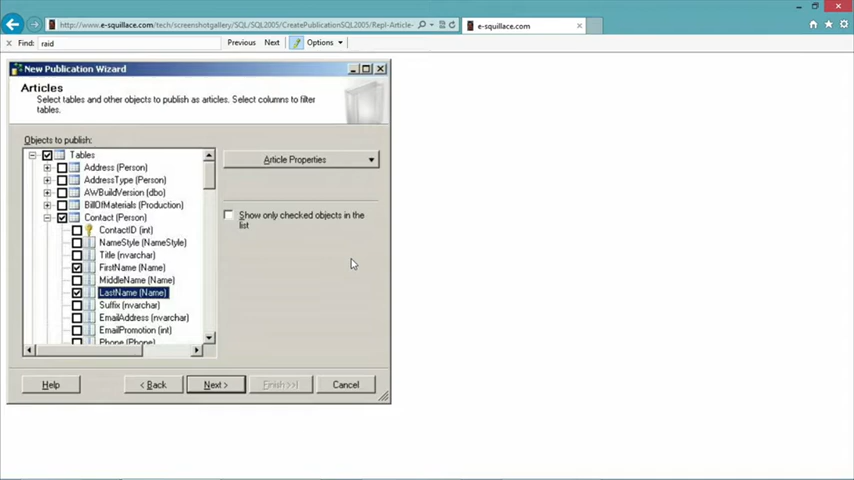 http://www.e-squillace.com/tech/screenshotgallery/SQL/SQL2005/CreatePublicationSQL2005/Repl-Article-
e-squillace.com
Find: raid
Previous Next Options
New Publication Wizard
Articles
Select tables and other objects to publish as articles. Select columns to filter
tables.
Objects to publish:
Tables
Address (Person)
AddressType (Person)
AWBuildVersion (dbo)
BillOfMaterials (Production)
Contact (Person)
ContactID (int)
NameStyle (NameStyle)
Title (nvarchar)
FirstName (Name)
MiddleName (Name)
LastName (Name)
Suffix (nvarchar)
EmailAddress (nvarchar)
EmailPromotion (int)
Phone (Phone)
Article Properties
Show only checked objects in the
list
Help
< Back
Next >
Finish >>|
Cancel